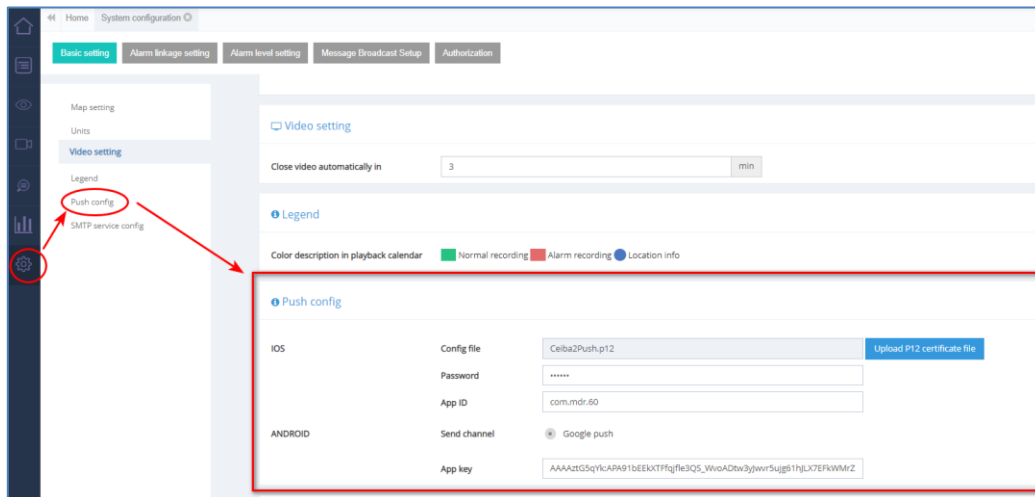 Home System configuration
Basic setting Alarm linkage setting Alarm level setting Message Broadcast Setup Authorization
Map setting
Units
Video setting
Legend
Push config
SMTP service config
Video setting
Close video automatically in 3 min
Legend
Color description in playback calendar Normal recording Alarm recording Location info
Push config
IOS Config file Ceiba2Push.p12 Upload P12 certificate file
Password ••••••
App ID com.mdr.60
ANDROID Send channel Google push
App key